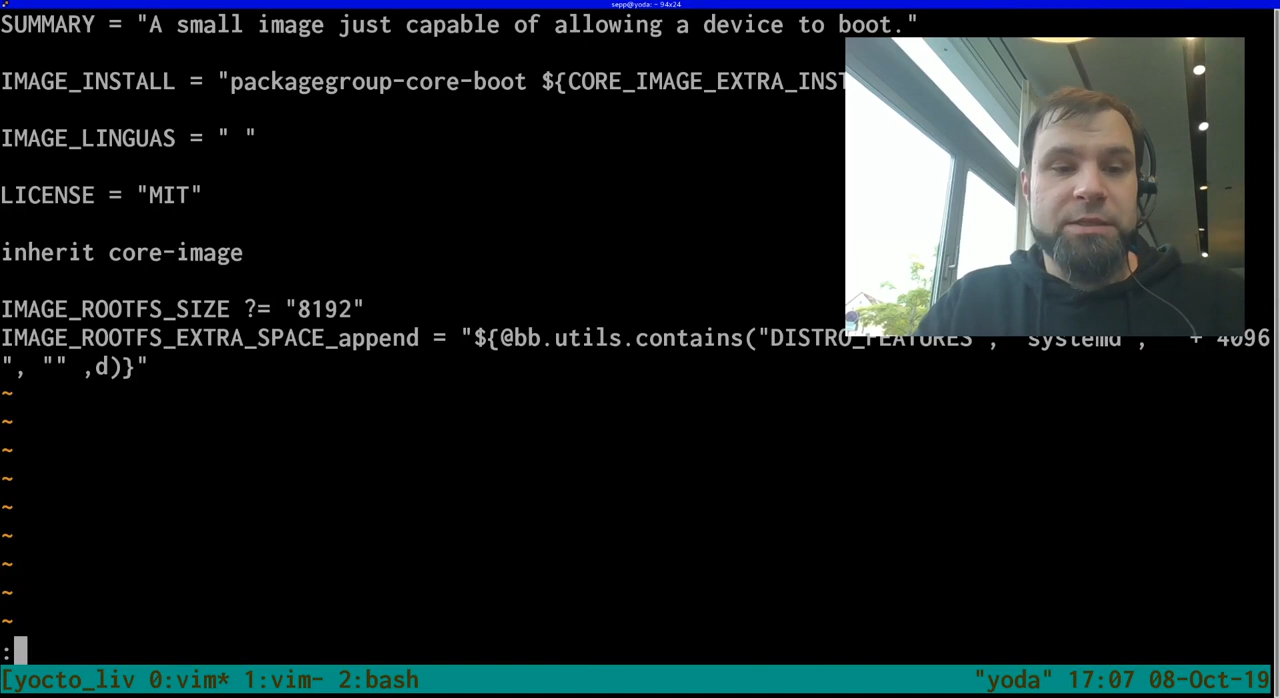 sepp@yoda: ~ 94x24
SUMMARY = "A small image just capable of allowing a device to boot."
IMAGE_INSTALL = "packagegroup-core-boot ${CORE_IMAGE_EXTRA_INST
IMAGE_LINGUAS = " "
LICENSE = "MIT"
inherit core-image
IMAGE_ROOTFS_SIZE ?= "8192"
IMAGE_ROOTFS_EXTRA_SPACE_append = "${@bb.utils.contains("DISTRO_FEATURES", "systemd", " + 4096
", "" ,d)}"
~
~
~
~
~
~
~
~
~
:
[yocto_liv 0:vim* 1:vim- 2:bash "yoda" 17:07 08-Oct-19